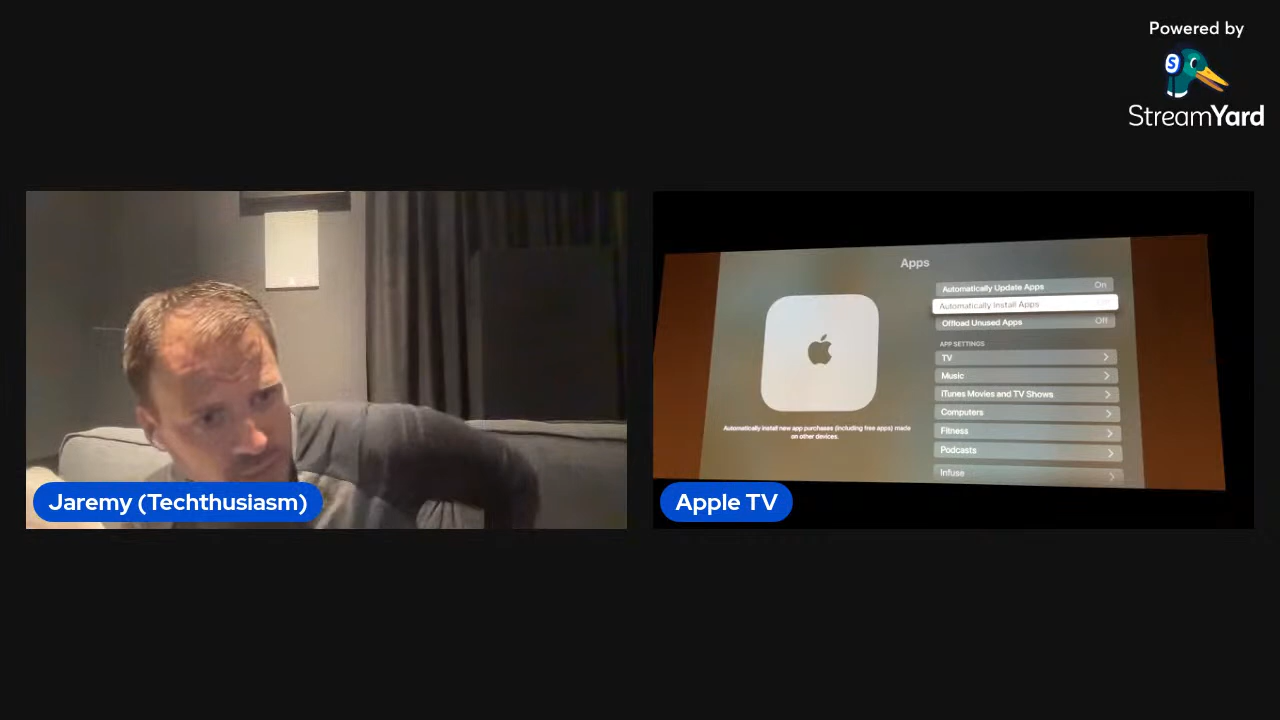 Powered by
S
StreamYard
Apps
Automatically Update Apps On
Automatically Install Apps
Offload Unused Apps Off
APP SETTINGS
TV
Music
iTunes Movies and TV Shows
Computers
Fitness
Podcasts
Infuse
Automatically install new app purchases (including free apps) made
on other devices.
Jaremy (Techthusiasm)
Apple TV